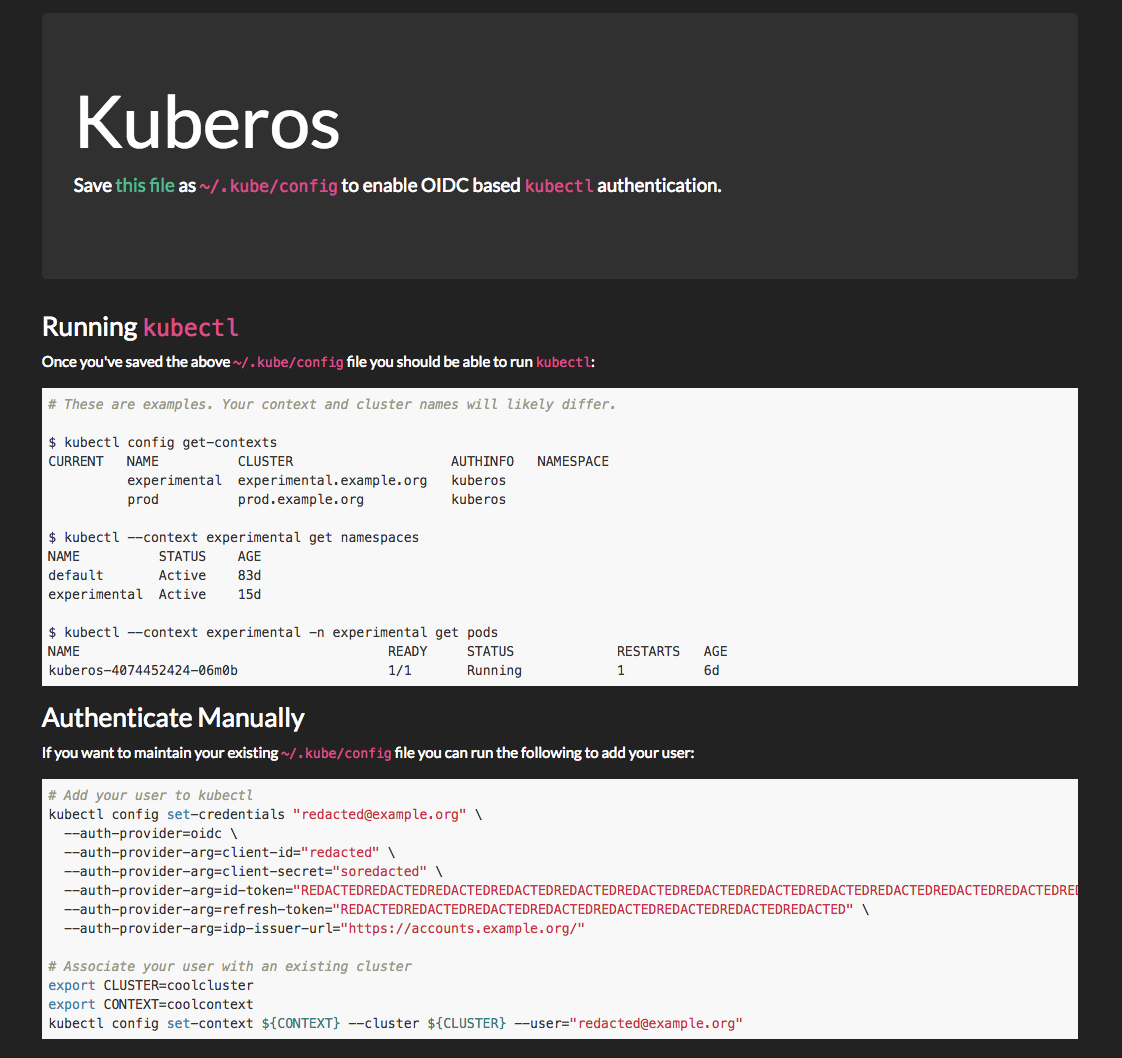 Kuberos
Save this file as ~/.kube/config to enable OIDC based kubectl authentication.
Running kubectl
Once you've saved the above ~/.kube/config file you should be able to run kubectl:
# These are examples. Your context and cluster names will likely differ.
$ kubectl config get-contexts
CURRENT   NAME          CLUSTER                    AUTHINFO   NAMESPACE
          experimental  experimental.example.org   kuberos
          prod          prod.example.org           kuberos
$ kubectl --context experimental get namespaces
NAME          STATUS    AGE
default       Active    83d
experimental  Active    15d
$ kubectl --context experimental -n experimental get pods
NAME                                       READY     STATUS             RESTARTS   AGE
kuberos-4074452424-06m0b                   1/1       Running            1          6d
Authenticate Manually
If you want to maintain your existing ~/.kube/config file you can run the following to add your user:
# Add your user to kubectl
kubectl config set-credentials "redacted@example.org" \
  --auth-provider=oidc \
  --auth-provider-arg=client-id="redacted" \
  --auth-provider-arg=client-secret="soredacted" \
  --auth-provider-arg=id-token="REDACTEDREDACTEDREDACTEDREDACTEDREDACTEDREDACTEDREDACTEDREDACTEDREDACTEDREDACTEDREDACTEDREDACTEDRED
  --auth-provider-arg=refresh-token="REDACTEDREDACTEDREDACTEDREDACTEDREDACTEDREDACTEDREDACTEDREDACTED" \
  --auth-provider-arg=idp-issuer-url="https://accounts.example.org/"
# Associate your user with an existing cluster
export CLUSTER=coolcluster
export CONTEXT=coolcontext
kubectl config set-context ${CONTEXT} --cluster ${CLUSTER} --user="redacted@example.org"